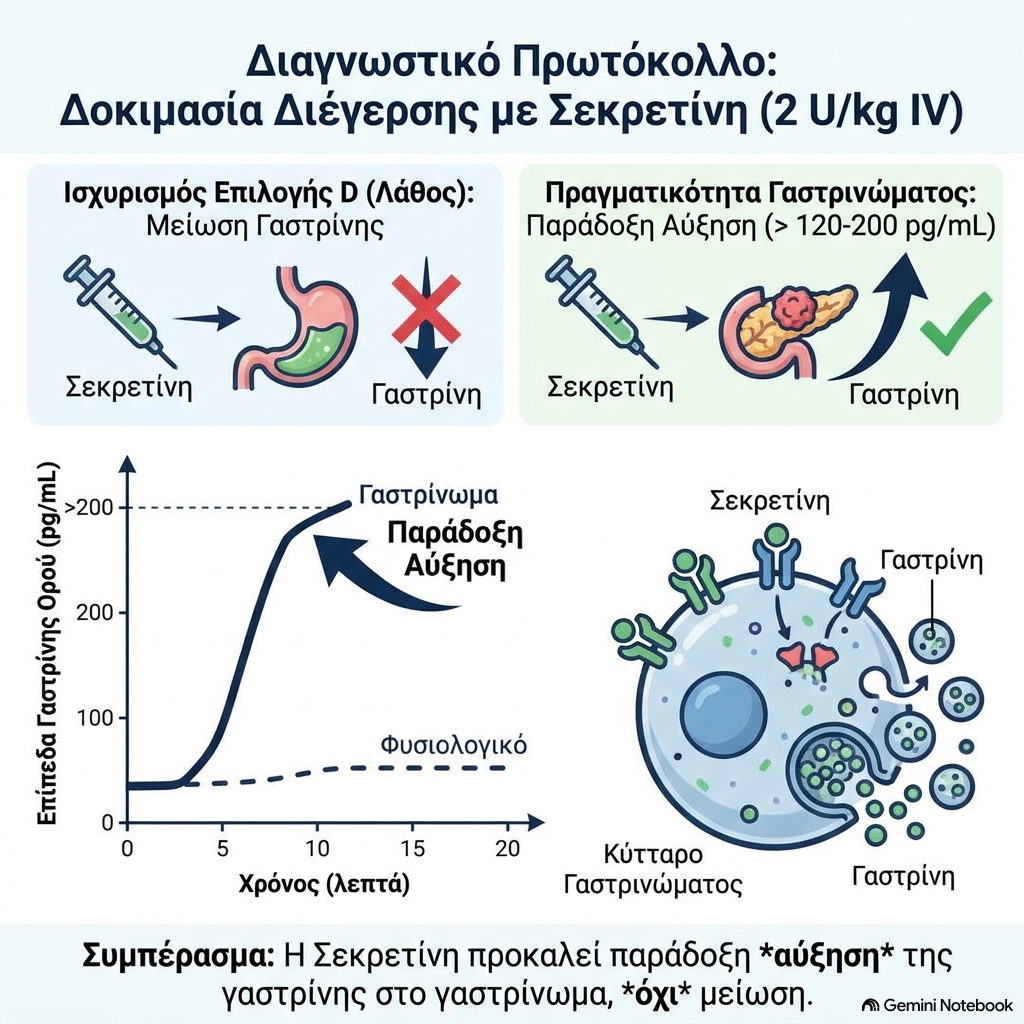 Διαγνωστικό Πρωτόκολλο:
Δοκιμασία Διέγερσης με Σεκρετίνη (2 U/kg IV)
Ισχυρισμός Επιλογής D (Λάθος):
Μείωση Γαστρίνης
Σεκρετίνη
Γαστρίνη
Πραγματικότητα Γαστρινώματος:
Παράδοξη Αύξηση (> 120-200 pg/mL)
Σεκρετίνη
Γαστρίνη
Επίπεδα Γαστρίνης Ορού (pg/mL)
>200
200
100
0
Γαστρίνωμα
Παράδοξη
Αύξηση
Φυσιολογικό
0
5
10
15
20
Χρόνος (λεπτά)
Σεκρετίνη
Γαστρίνη
Κύτταρο
Γαστρινώματος
Γαστρίνη
Συμπέρασμα: Η Σεκρετίνη προκαλεί παράδοξη *αύξηση* της
γαστρίνης στο γαστρίνωμα, *όχι* μείωση.
Gemini Notebook